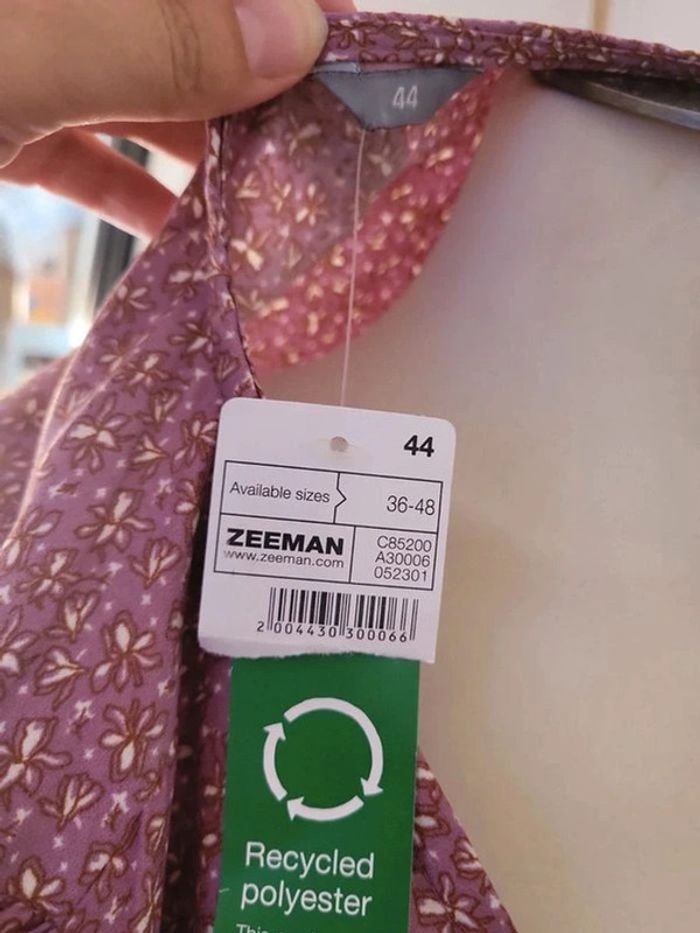 44
44
Available sizes
36-48
ZEEMAN
www.zeeman.com
C85200
A30006
052301
2 004430 300066
Recycled
polyester